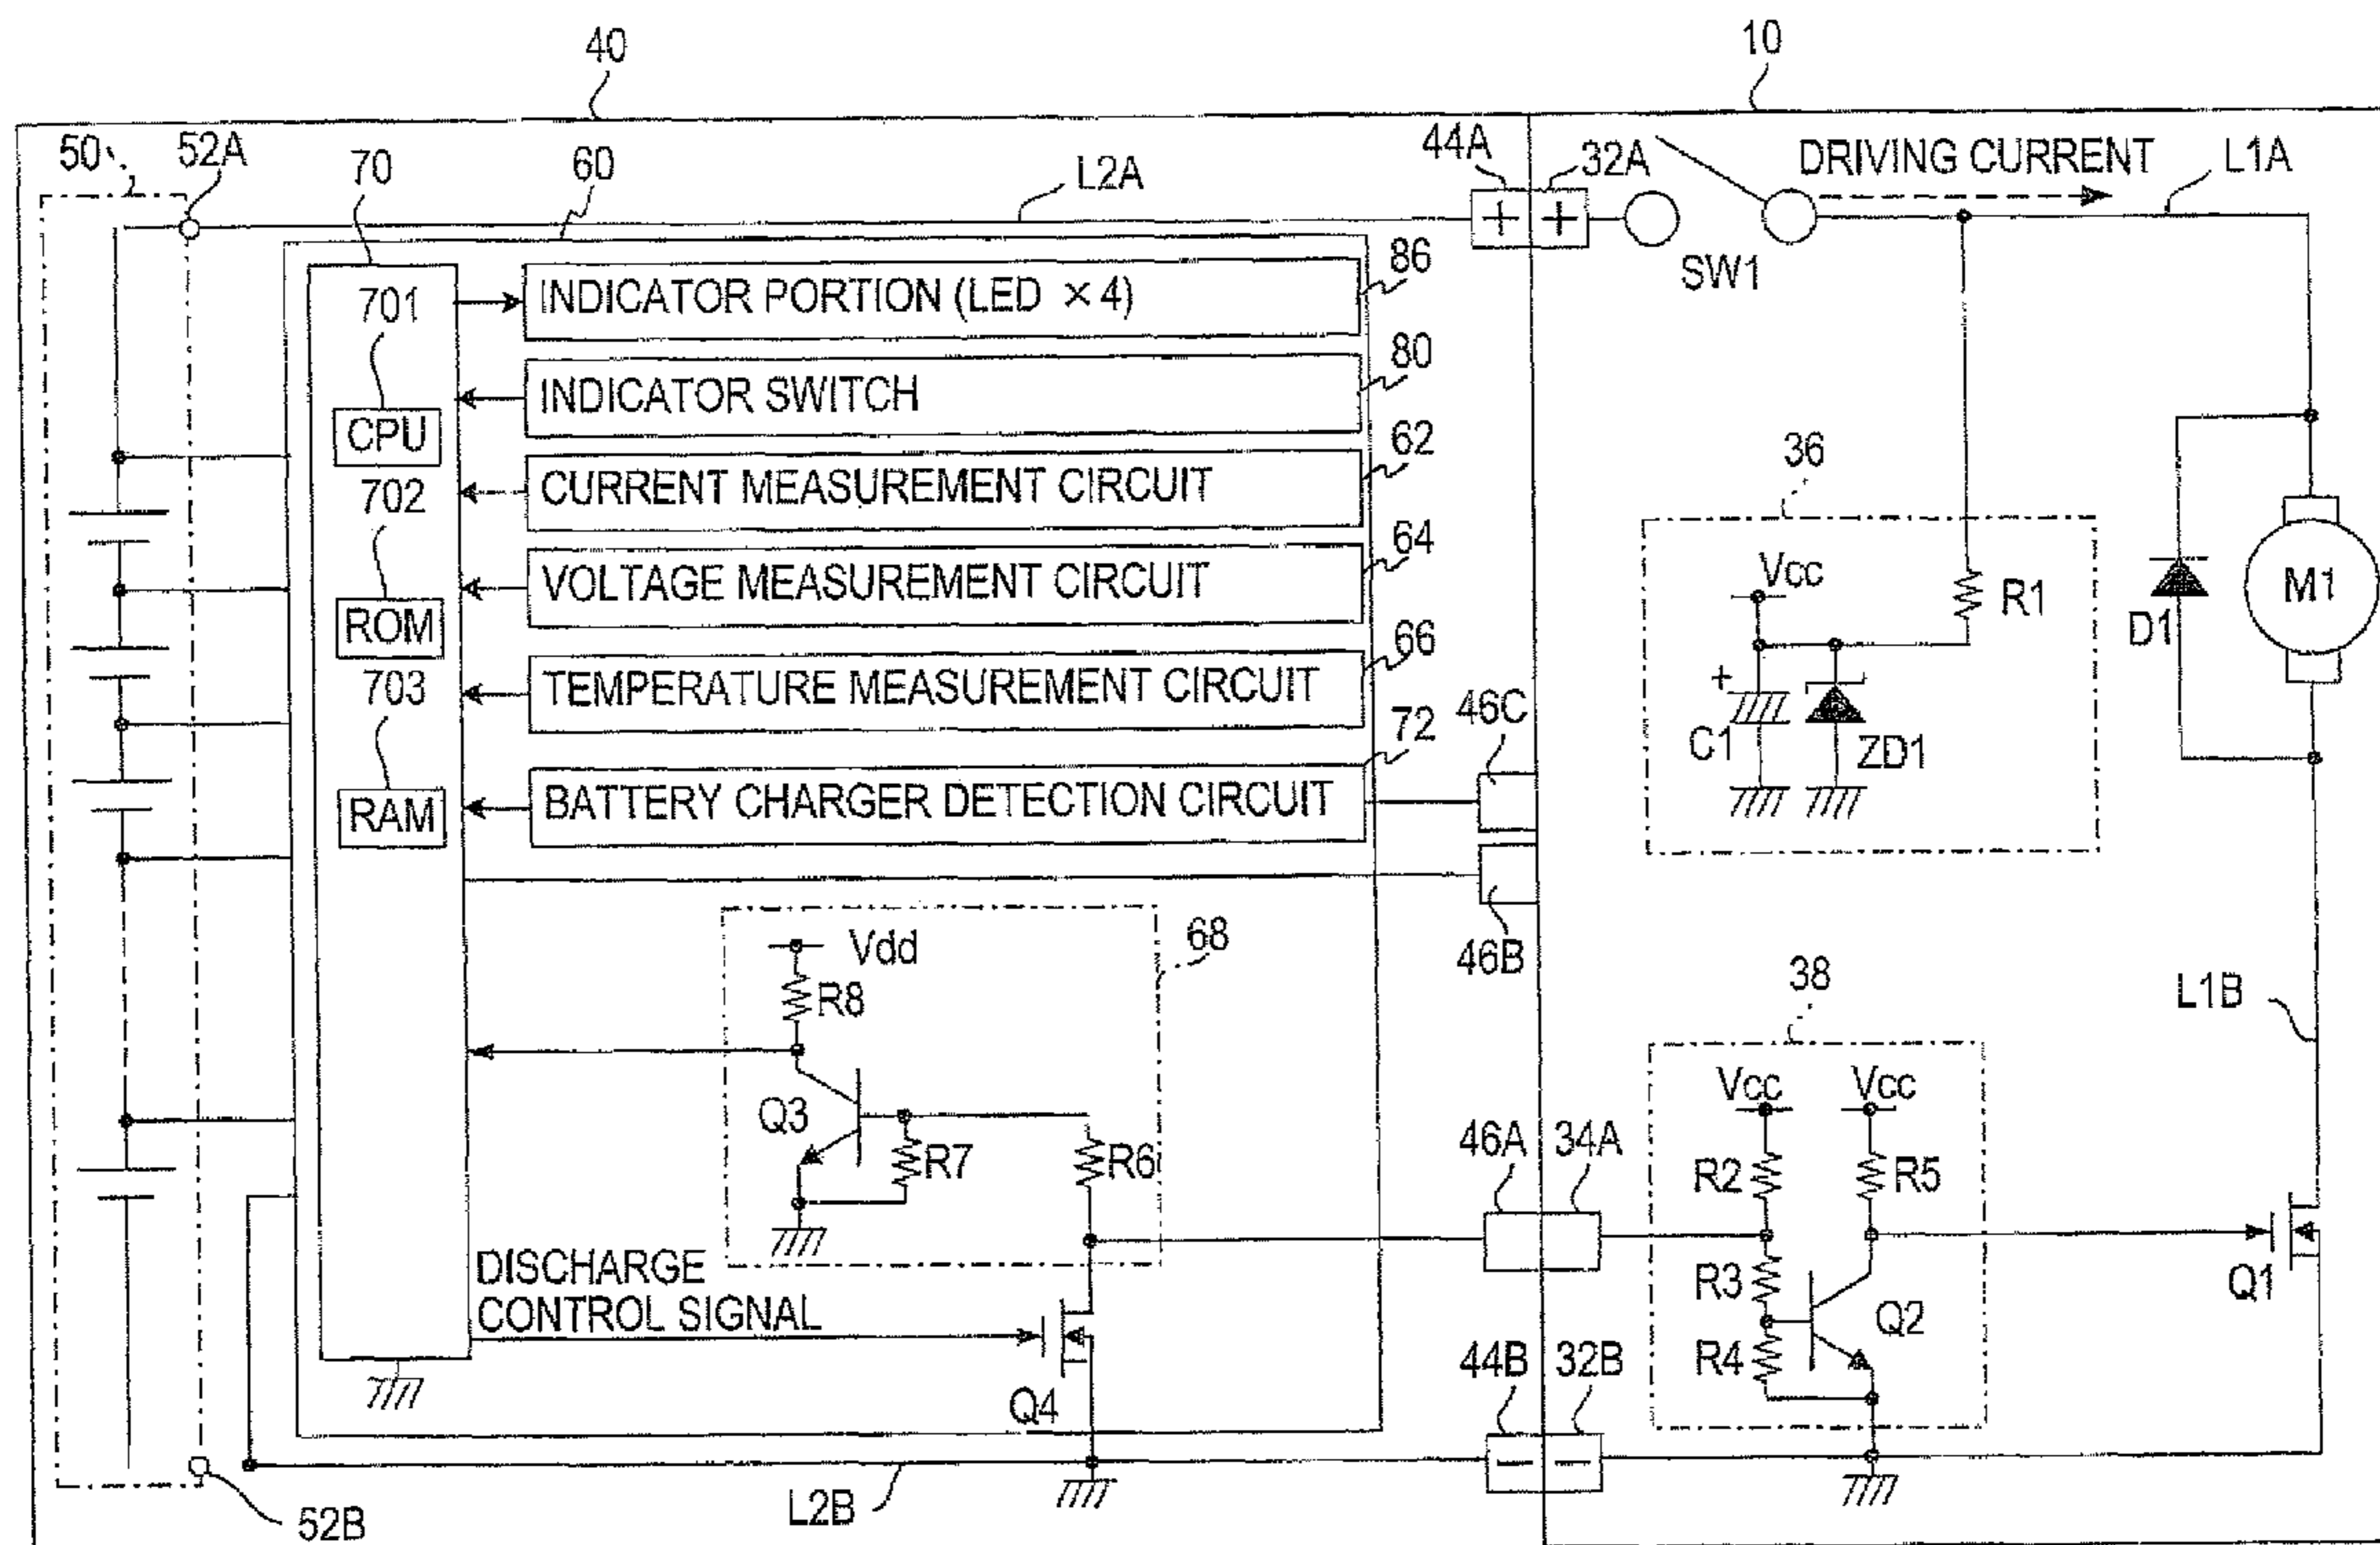 40
10
50
52A
70
60
L2A
44A
32A
DRIVING CURRENT
L1A
+ +
SW1
701
INDICATOR PORTION (LED × 4)
86
CPU
INDICATOR SWITCH
80
702
CURRENT MEASUREMENT CIRCUIT
62
ROM
VOLTAGE MEASUREMENT CIRCUIT
64
703
TEMPERATURE MEASUREMENT CIRCUIT
66
RAM
BATTERY CHARGER DETECTION CIRCUIT
72
46C
46B
36
Vcc
R1
+
C1
ZD1
D1
M1
Vdd
68
R8
Q3
R7
R6
46A
34A
38
Vcc
Vcc
R2
R5
R3
Q2
R4
L1B
Q1
DISCHARGE
CONTROL SIGNAL
Q4
44B
32B
− −
L2B
52B